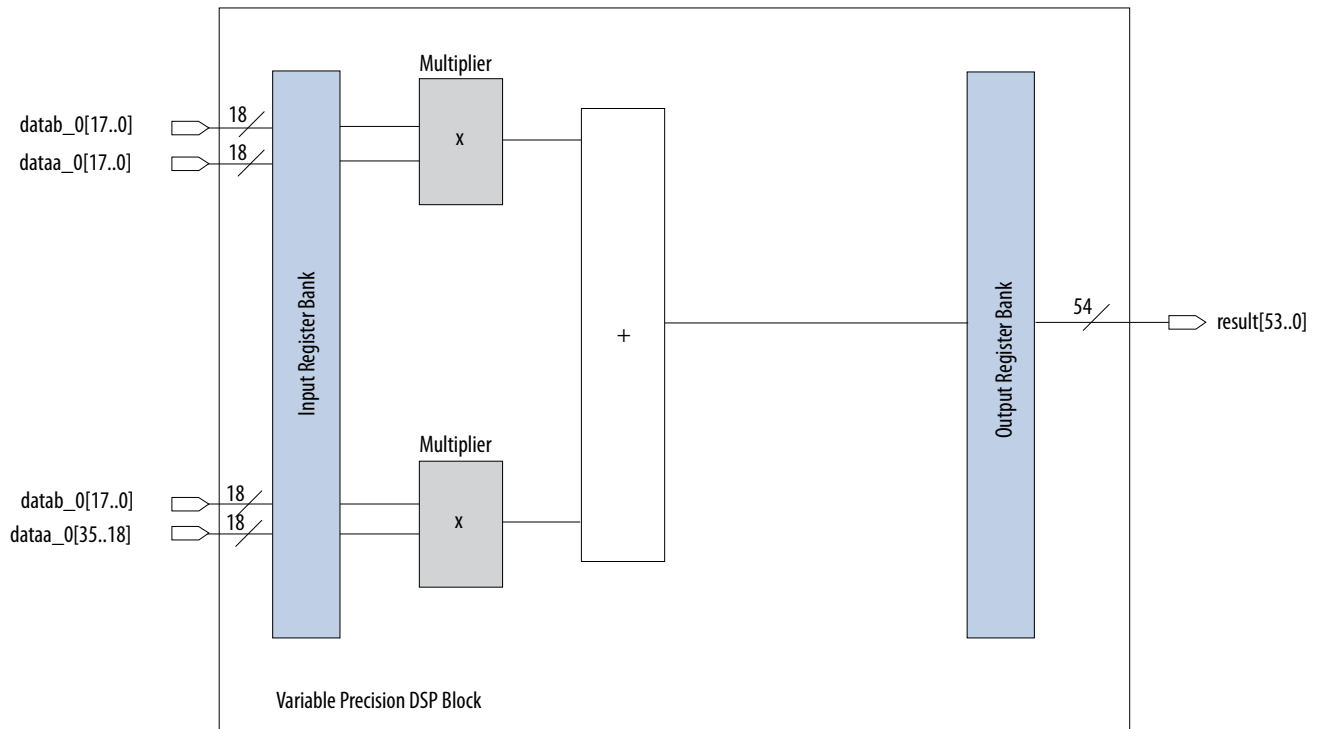 Multiplier
datab_0[17..0]
18
x
dataa_0[17..0]
18
Input Register Bank
+
Output Register Bank
54
result[53..0]
Multiplier
datab_0[17..0]
18
x
dataa_0[35..18]
18
Variable Precision DSP Block